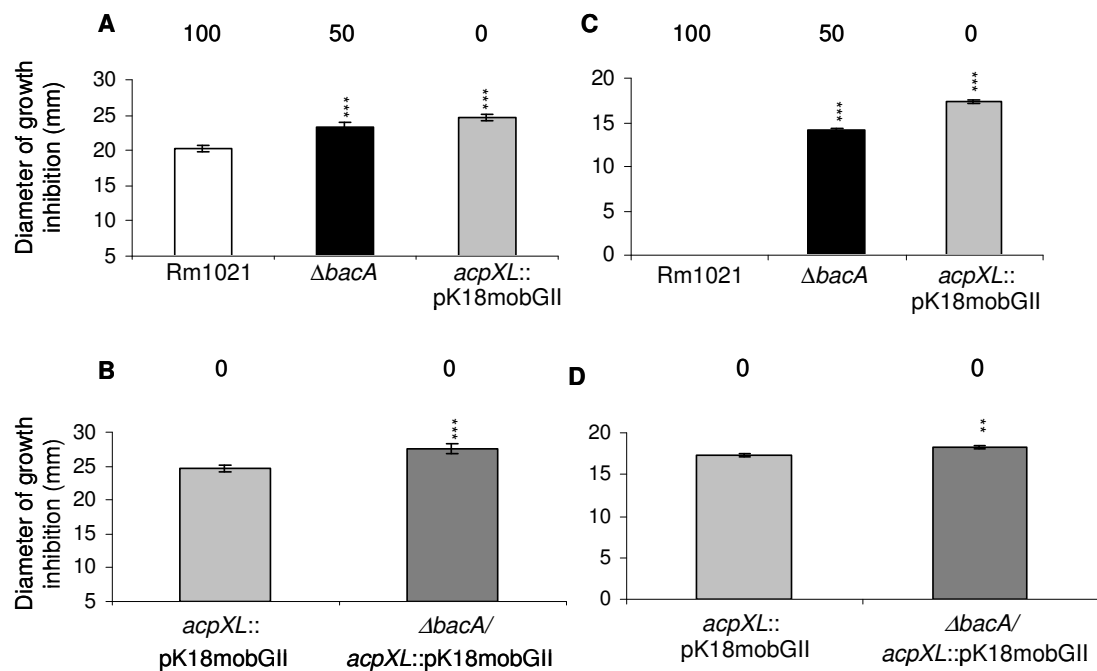 A
100 50 0
Diameter of growth
inhibition (mm)
30
25
20
15
10
5
***
***
Rm1021 ΔbacA acpXL::
pK18mobGII
C
100 50 0
20
15
10
5
0
***
***
Rm1021 ΔbacA acpXL::
pK18mobGII
B
0 0
Diameter of growth
inhibition (mm)
30
25
20
15
10
5
***
acpXL:: ΔbacA/
pK18mobGII acpXL::pK18mobGII
D
0 0
20
15
10
5
0
**
acpXL:: ΔbacA/
pK18mobGII acpXL::pK18mobGII